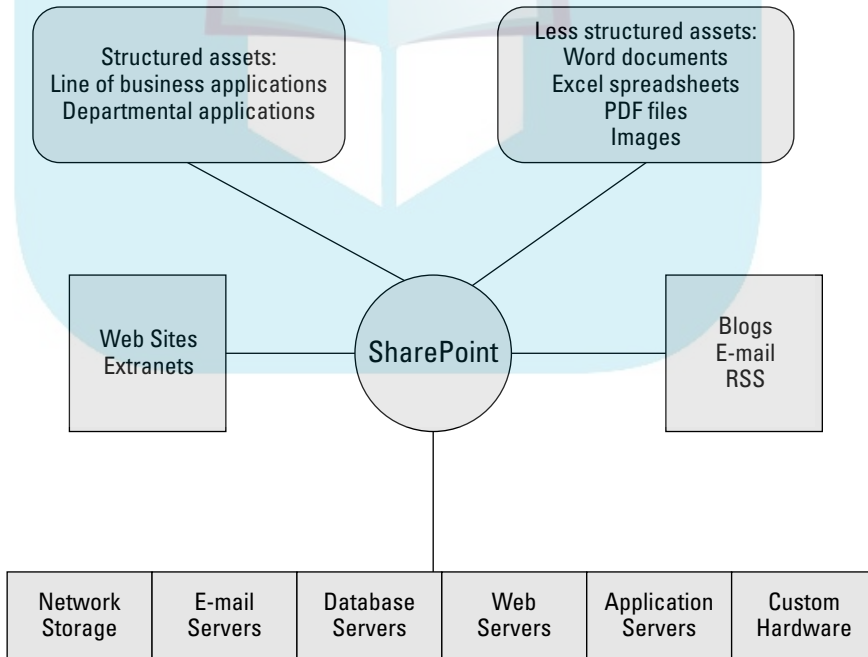 Structured assets:
Line of business applications
Departmental applications
Less structured assets:
Word documents
Excel spreadsheets
PDF files
Images
Web Sites
Extranets
SharePoint
Blogs
E-mail
RSS
Network
Storage
E-mail
Servers
Database
Servers
Web
Servers
Application
Servers
Custom
Hardware